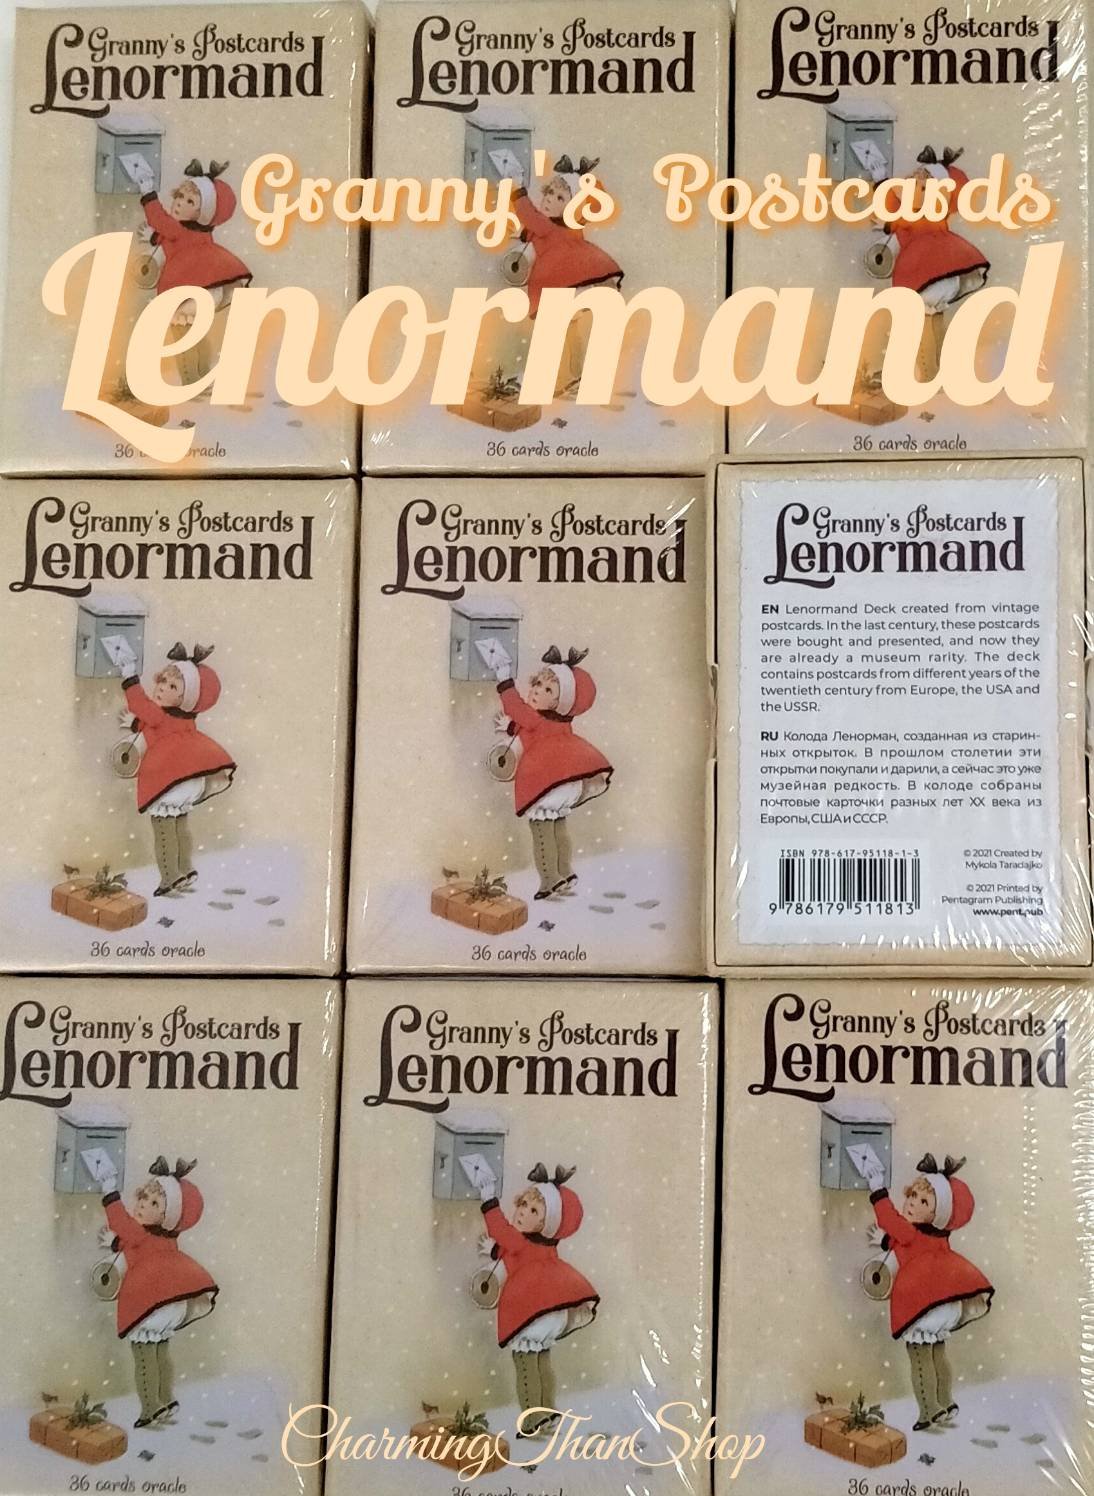 Granny's Postcards
Lenormand
Granny's Postcards
Lenormand
Granny's Postcards
Lenormand
Granny's Postcards
Lenormand
36 oracle
36 cards oracle
36 cards oracle
Granny's Postcards
Lenormand
36 cards oracle
Granny's Postcards
Lenormand
36 cards oracle
Granny's Postcards
Lenormand
EN Lenormand Deck created from vintage
postcards. In the last century, these postcards
were bought and presented, and now they
are already a museum rarity. The deck
contains postcards from different years of the
twentieth century from Europe, the USA and
the USSR.
RU Колода Ленорман, созданная из старин-
ных открыток. В прошлом столетии эти
открытки покупали и дарили, а сейчас это уже
музейная редкость. В колоде собраны
почтовые карточки разных лет XX века из
Европы, США и СССР.
ISBN 978-617-95118-1-3
9 786179 511813
© 2021 Created by
Mykola Taradajko
© 2021 Printed by
Pentagram Publishing
www.pent.pub
Granny's Postcards
Lenormand
36 cards oracle
Granny's Postcards
Lenormand
36 cards oracle
Granny's Postcards
Lenormand
36 cards oracle
CharmingThanShop